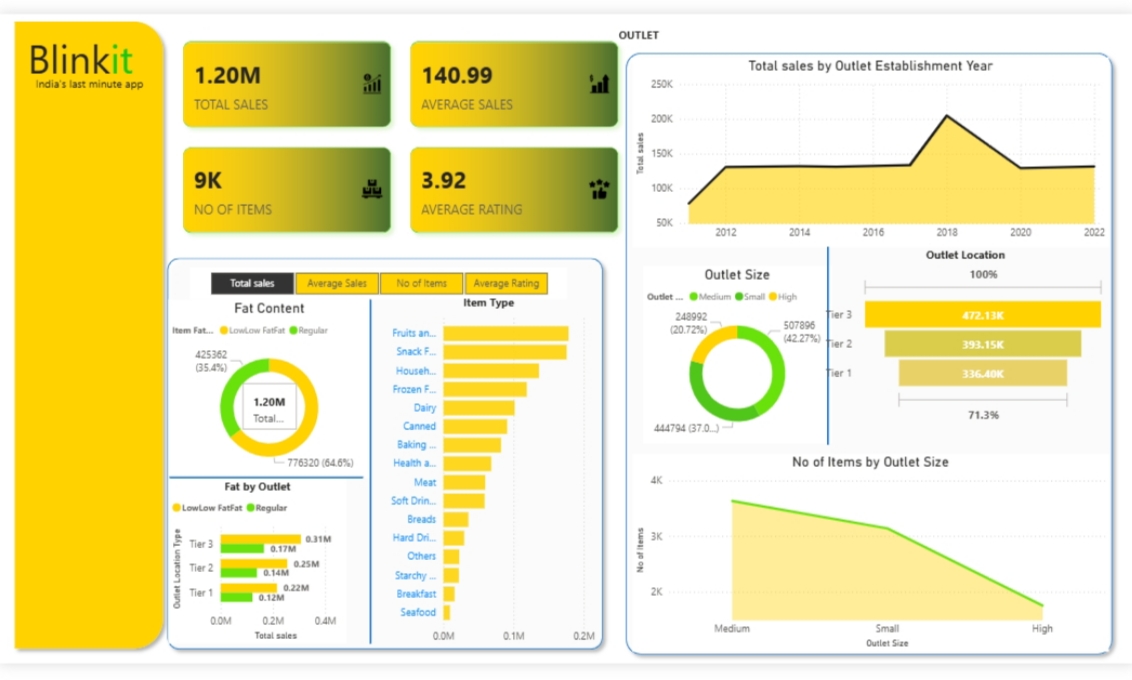 Blinkit
India's last minute app
1.20M
TOTAL SALES
140.99
AVERAGE SALES
9K
NO OF ITEMS
3.92
AVERAGE RATING
Total sales
Average Sales
No of Items
Average Rating
Fat Content
Item Fat... LowLow FatFat Regular
425362
(35.4%)
1.20M
Total...
776320 (64.6%)
Fat by Outlet
LowLow FatFat Regular
Outlet Location Type
Tier 3
0.31M
0.17M
Tier 2
0.25M
0.14M
Tier 1
0.22M
0.12M
0.0M 0.2M 0.4M
Total sales
Item Type
Fruits an...
Snack F...
Househ...
Frozen F...
Dairy
Canned
Baking ...
Health a...
Meat
Soft Drin...
Breads
Hard Dri...
Others
Starchy ...
Breakfast
Seafood
0.0M 0.1M 0.2M
OUTLET
Total sales by Outlet Establishment Year
Total sales
250K
200K
150K
100K
50K
2012 2014 2016 2018 2020 2022
Outlet Size
Outlet ... Medium Small High
248992
(20.72%)
507896
(42.27%)
444794 (37.0...)
Outlet Location
100%
Tier 3 472.13K
Tier 2 393.15K
Tier 1 336.40K
71.3%
No of Items by Outlet Size
No of Items
4K
3K
2K
Medium Small High
Outlet Size